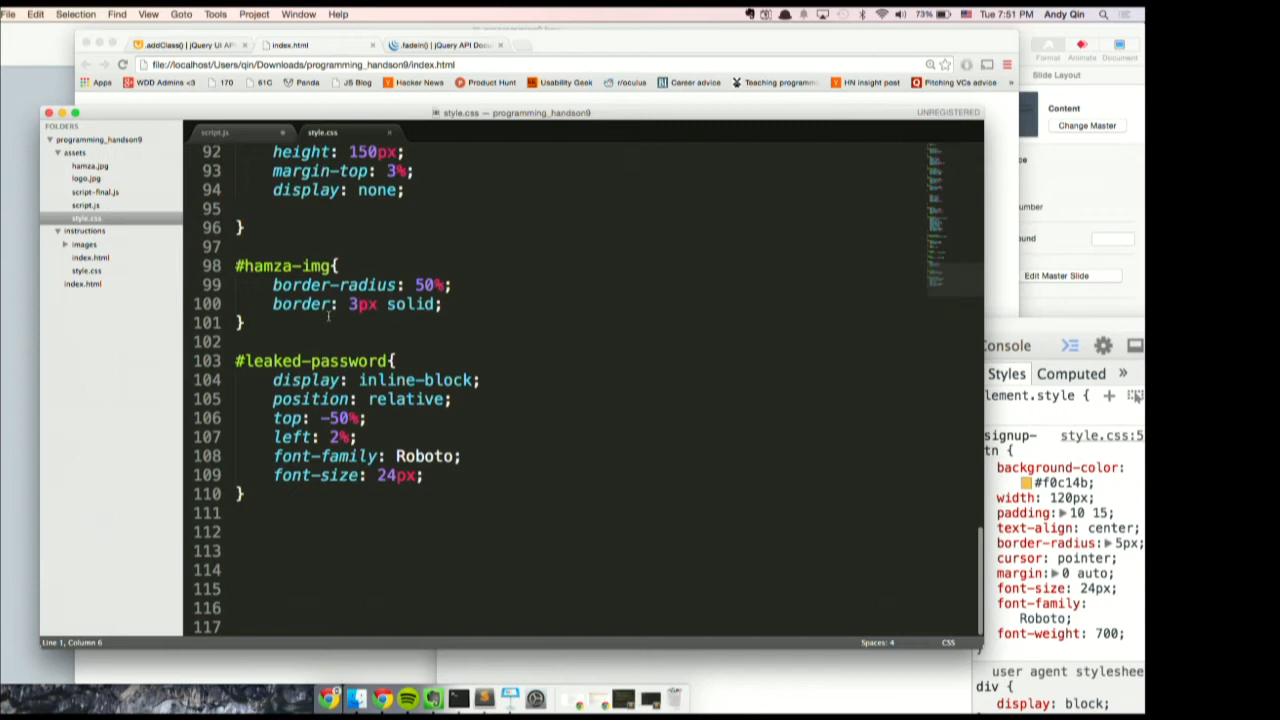 File Edit Selection Find View Goto Tools Project Window Help 73% Tue 7:51 PM Andy Qin
.addClass() | jQuery UI API index.html .fadeIn() | jQuery API Docu
file://localhost/Users/qin/Downloads/programming_handson9/index.html
Apps WDD Admins <3 170 61C Panda JS Blog Hacker News Product Hunt Usability Geek r/oculus Career advice Teaching programm HN insight post Pitching VCs advice »
Format Animate Document
Slide Layout
Content
Change Master
Edit Master Slide
style.css — programming_handson9
UNREGISTERED
FOLDERS
programming_handson9
assets
hamza.jpg
logo.jpg
script-final.js
script.js
style.css
instructions
images
index.html
style.css
index.html
script.js style.css
92 height: 150px;
93 margin-top: 3%;
94 display: none;
95
96 }
97
98 #hamza-img{
99 border-radius: 50%;
100 border: 3px solid;
101 }
102
103 #leaked-password{
104 display: inline-block;
105 position: relative;
106 top: -50%;
107 left: 2%;
108 font-family: Roboto;
109 font-size: 24px;
110 }
111
112
113
114
115
116
117
Line 1, Column 6 Spaces: 4 CSS
Console
Styles Computed »
lement.style { +
signup- style.css:5
tn {
background-color:
#f0c14b;
width: 120px;
padding: 10 15;
text-align: center;
border-radius: 5px;
cursor: pointer;
margin: 0 auto;
font-size: 24px;
font-family:
Roboto;
font-weight: 700;
}
user agent styleshee
div {
display: block;